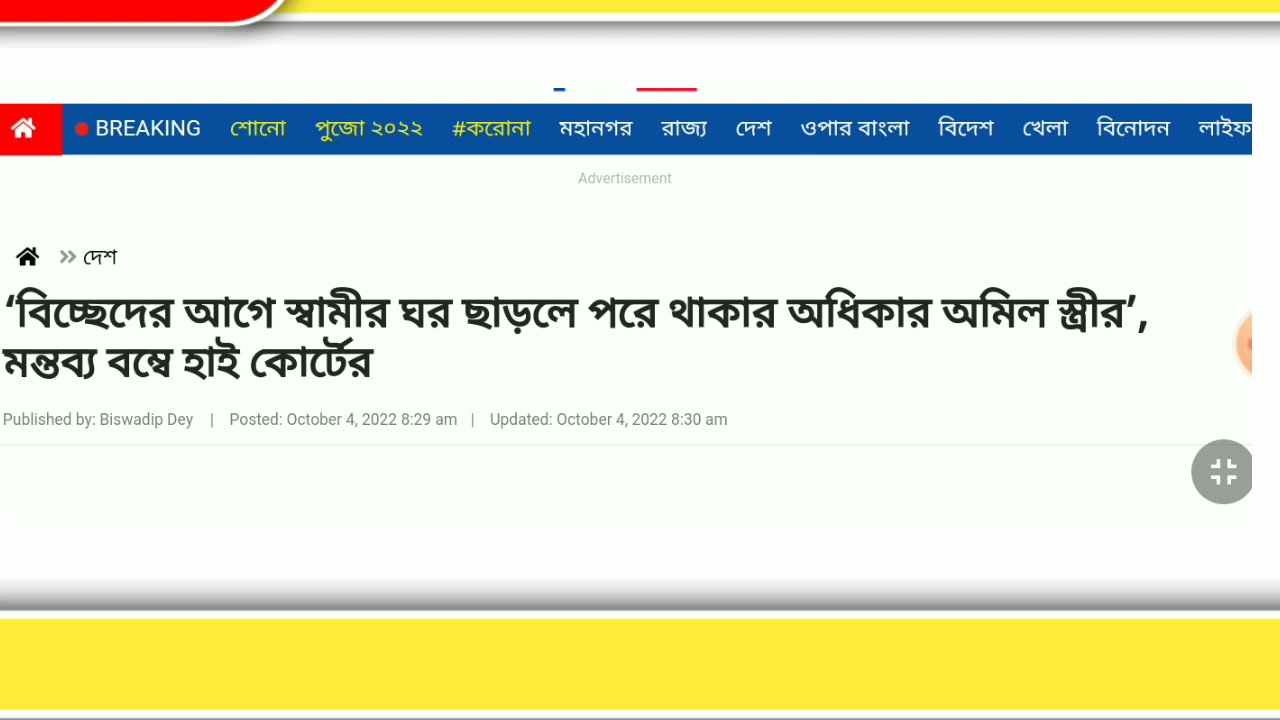 BREAKING শোনো পুজো ২০২২ #করোনা মহানগর রাজ্য দেশ ওপার বাংলা বিদেশ খেলা বিনোদন লাইফ
Advertisement
দেশ
‘বিচ্ছেদের আগে স্বামীর ঘর ছাড়লে পরে থাকার অধিকার অমিল স্ত্রীর’,
মন্তব্য বম্বে হাই কোর্টের
Published by: Biswadip Dey | Posted: October 4, 2022 8:29 am | Updated: October 4, 2022 8:30 am